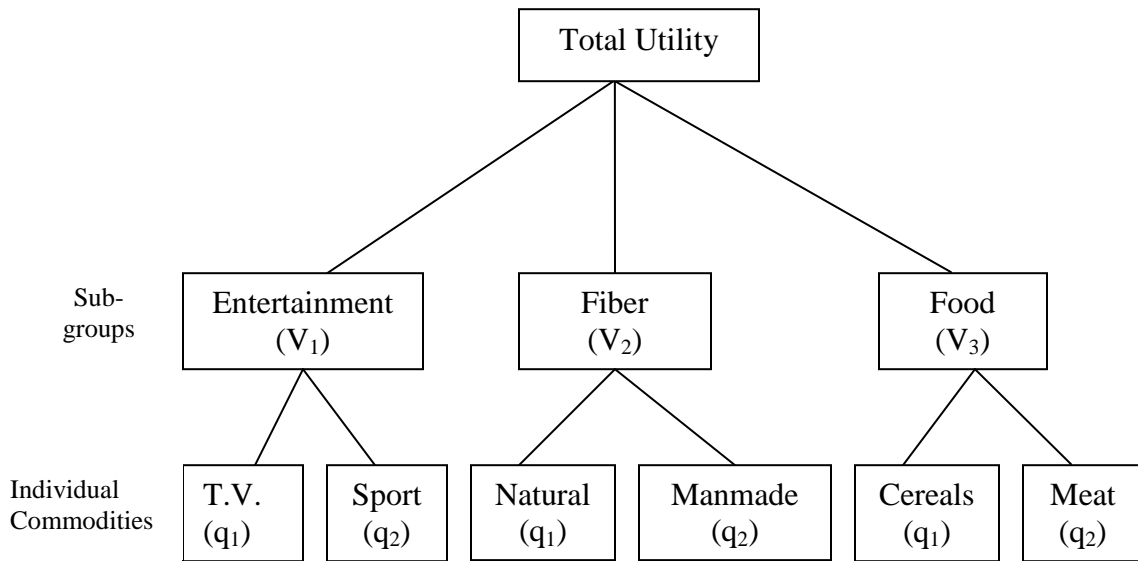 Total Utility
Sub-
groups
Entertainment
(V₁)
Fiber
(V₂)
Food
(V₃)
Individual
Commodities
T.V.
(q₁)
Sport
(q₂)
Natural
(q₁)
Manmade
(q₂)
Cereals
(q₁)
Meat
(q₂)